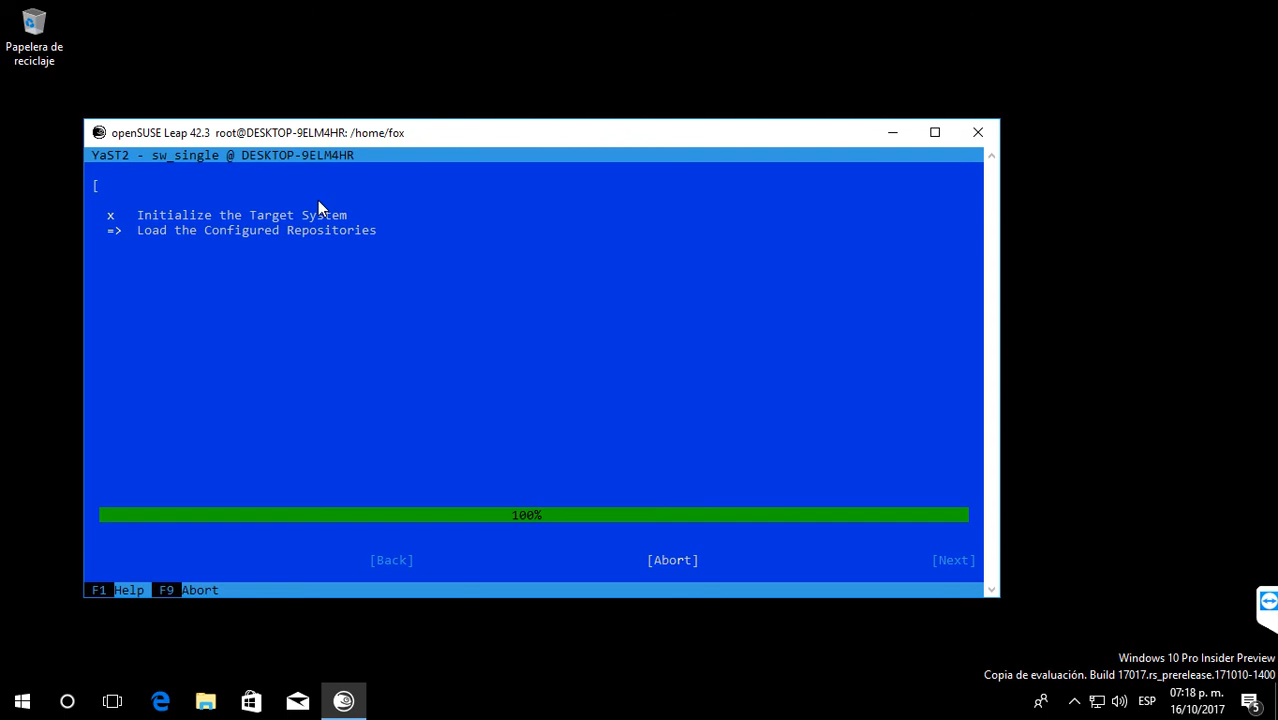 Papelera de
reciclaje
openSUSE Leap 42.3 root@DESKTOP-9ELM4HR: /home/fox
YaST2 - sw_single @ DESKTOP-9ELM4HR
[
x Initialize the Target System
=> Load the Configured Repositories
100%
[Back] [Abort] [Next]
F1 Help F9 Abort
Windows 10 Pro Insider Preview
Copia de evaluación. Build 17017.rs_prerelease.171010-1400
ESP
07:18 p. m.
16/10/2017
5